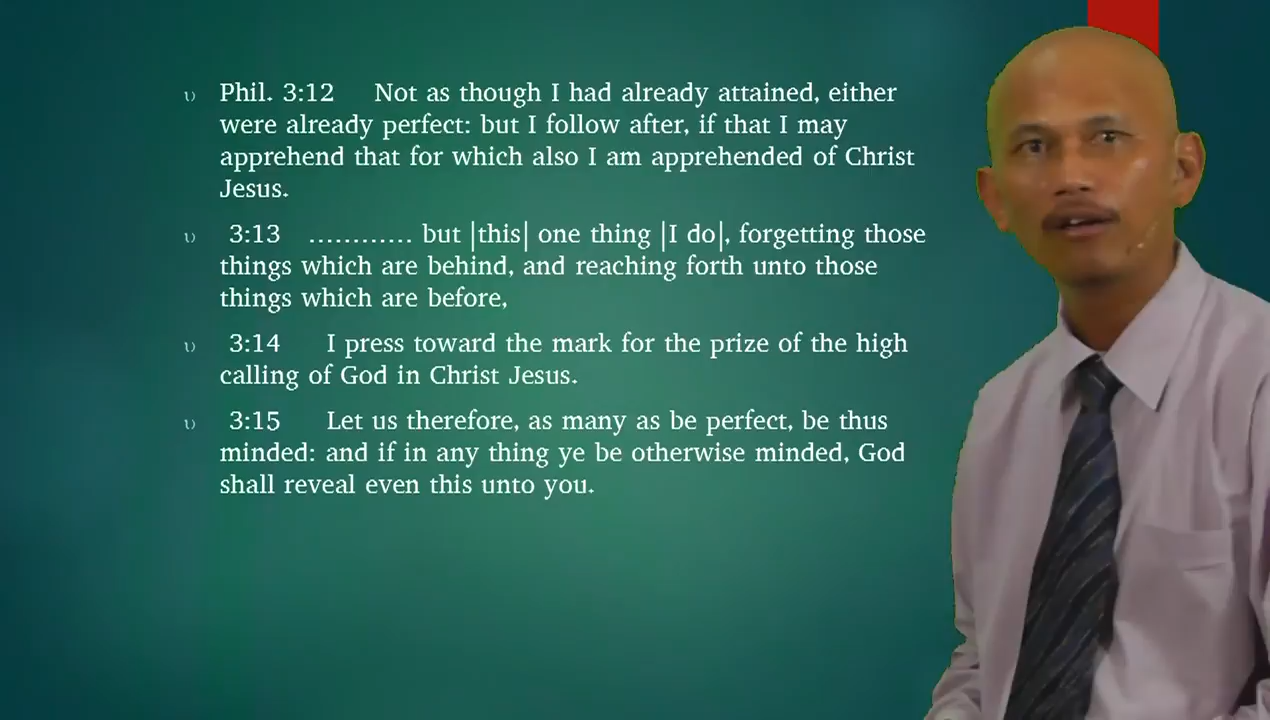 υ Phil. 3:12 Not as though I had already attained, either
were already perfect: but I follow after, if that I may
apprehend that for which also I am apprehended of Christ
Jesus.
υ 3:13 ............ but |this| one thing |I do|, forgetting those
things which are behind, and reaching forth unto those
things which are before,
υ 3:14 I press toward the mark for the prize of the high
calling of God in Christ Jesus.
υ 3:15 Let us therefore, as many as be perfect, be thus
minded: and if in any thing ye be otherwise minded, God
shall reveal even this unto you.